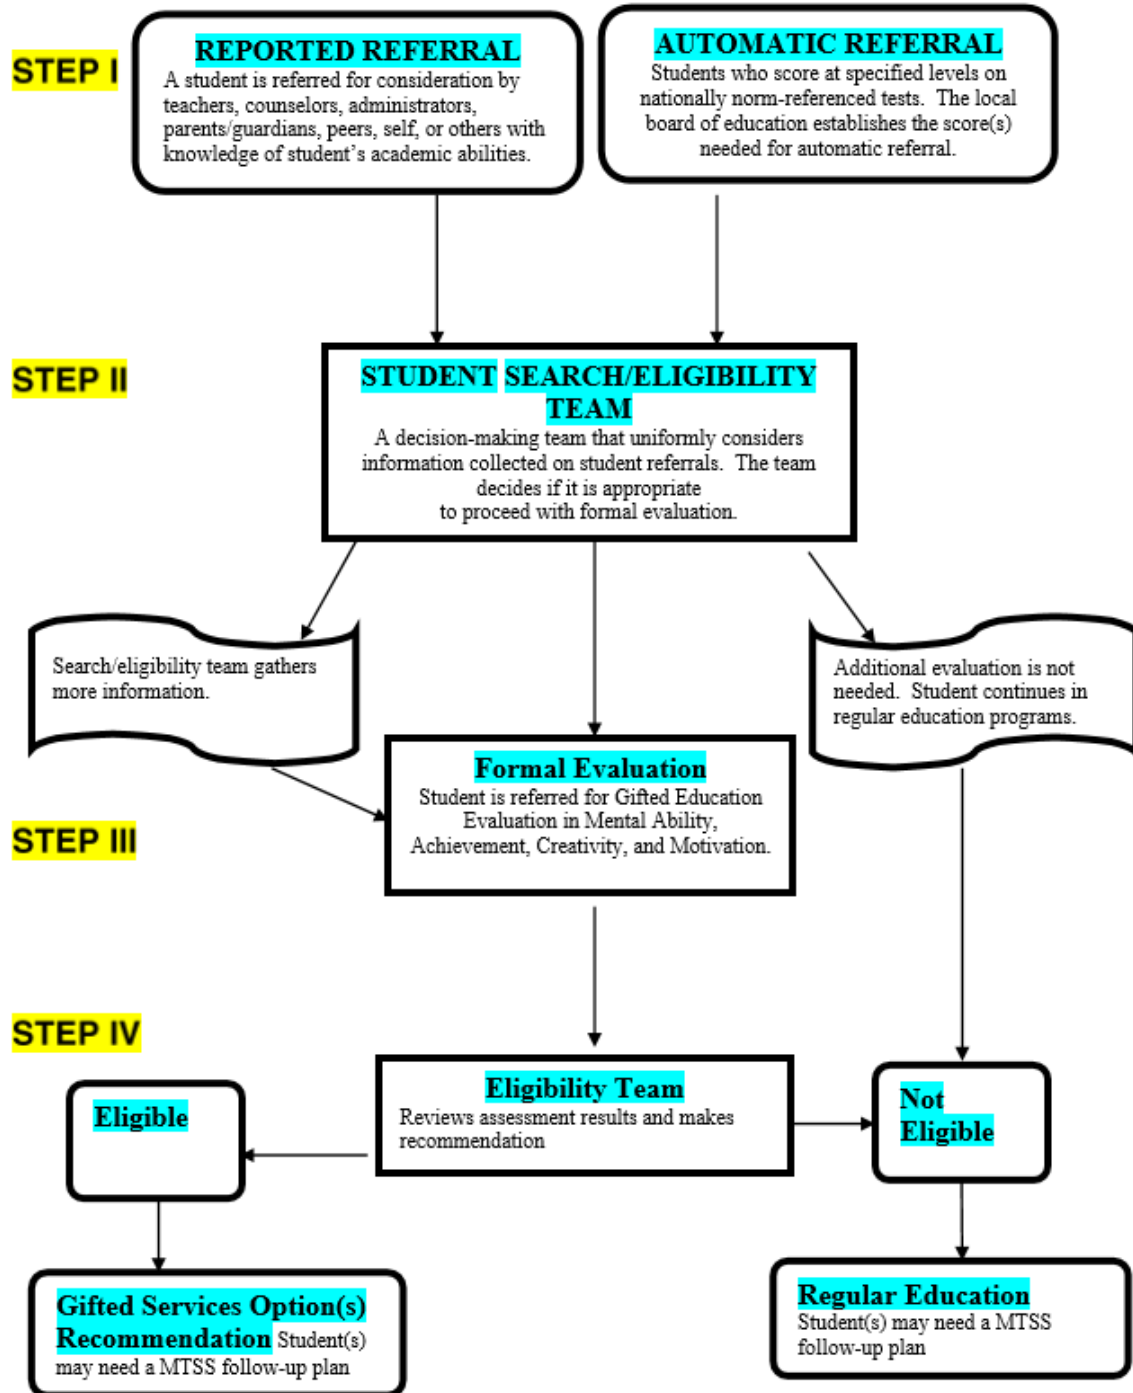 STEP I
REPORTED REFERRAL
A student is referred for consideration by
teachers, counselors, administrators,
parents/guardians, peers, self, or others with
knowledge of student’s academic abilities.
AUTOMATIC REFERRAL
Students who score at specified levels on
nationally norm-referenced tests.  The local
board of education establishes the score(s)
needed for automatic referral.
STEP II
STUDENT SEARCH/ELIGIBILITY
TEAM
A decision-making team that uniformly considers
information collected on student referrals.  The team
decides if it is appropriate
to proceed with formal evaluation.
Search/eligibility team gathers
more information.
Additional evaluation is not
needed.  Student continues in
regular education programs.
STEP III
Formal Evaluation
Student is referred for Gifted Education
Evaluation in Mental Ability,
Achievement, Creativity, and Motivation.
STEP IV
Eligible
Eligibility Team
Reviews assessment results and makes
recommendation
Not
Eligible
Gifted Services Option(s)
Recommendation Student(s)
may need a MTSS follow-up plan
Regular Education
Student(s) may need a MTSS
follow-up plan